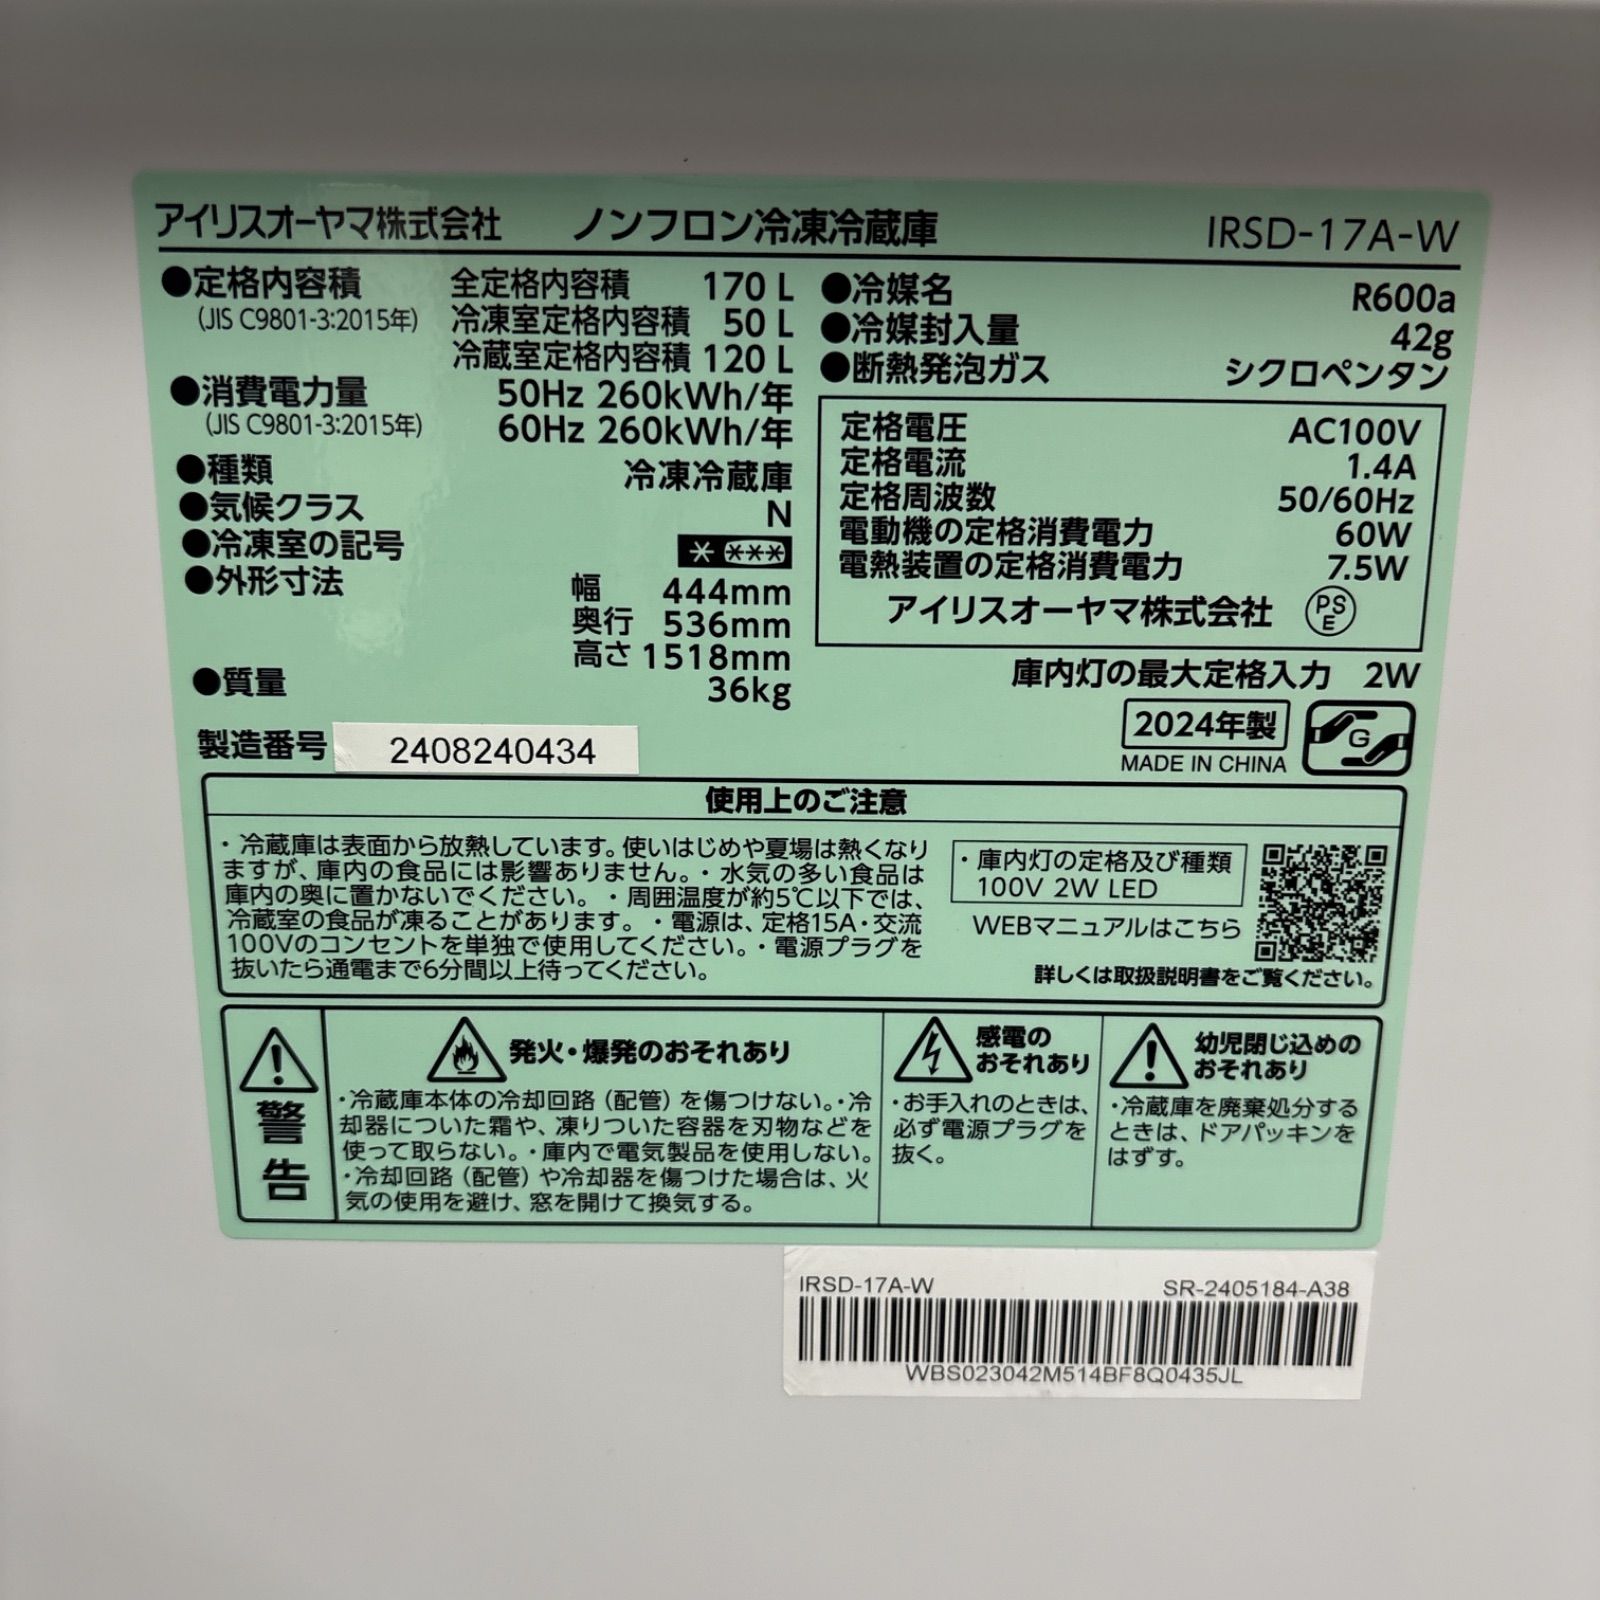 アイリスオーヤマ株式会社 ノンフロン冷凍冷蔵庫 IRSD-17A-W
●定格内容積 全定格内容積 170 L
(JIS C9801-3:2015年) 冷凍室定格内容積 50 L
冷蔵室定格内容積 120 L
●消費電力量 50Hz 260kWh/年
(JIS C9801-3:2015年) 60Hz 260kWh/年
●種類 冷凍冷蔵庫
●気候クラス N
●冷凍室の記号 * ***
●外形寸法 幅 444mm
奥行 536mm
高さ 1518mm
●質量 36kg
製造番号 2408240434
●冷媒名 R600a
●冷媒封入量 42g
●断熱発泡ガス シクロペンタン
定格電圧 AC100V
定格電流 1.4A
定格周波数 50/60Hz
電動機の定格消費電力 60W
電熱装置の定格消費電力 7.5W
アイリスオーヤマ株式会社 PSE
庫内灯の最大定格入力 2W
2024年製
MADE IN CHINA
G
使用上のご注意
・冷蔵庫は表面から放熱しています。使いはじめや夏場は熱くなり
ますが、庫内の食品には影響ありません。・水気の多い食品は
庫内の奥に置かないでください。・周囲温度が約5℃以下では、
冷蔵室の食品が凍ることがあります。・電源は、定格15A・交流
100Vのコンセントを単独で使用してください。・電源プラグを
抜いたら通電まで6分間以上待ってください。
・庫内灯の定格及び種類
100V 2W LED
WEBマニュアルはこちら
詳しくは取扱説明書をご覧ください。
警告
発火・爆発のおそれあり
・冷蔵庫本体の冷却回路（配管）を傷つけない。・冷
却器についた霜や、凍りついた容器を刃物などを
使って取らない。・庫内で電気製品を使用しない。
・冷却回路（配管）や冷却器を傷つけた場合は、火
気の使用を避け、窓を開けて換気する。
感電の
おそれあり
・お手入れのときは、
必ず電源プラグを
抜く。
幼児閉じ込めの
おそれあり
・冷蔵庫を廃棄処分する
ときは、ドアパッキンを
はずす。
IRSD-17A-W SR-2405184-A38
WBS023042M514BF8Q0435JL